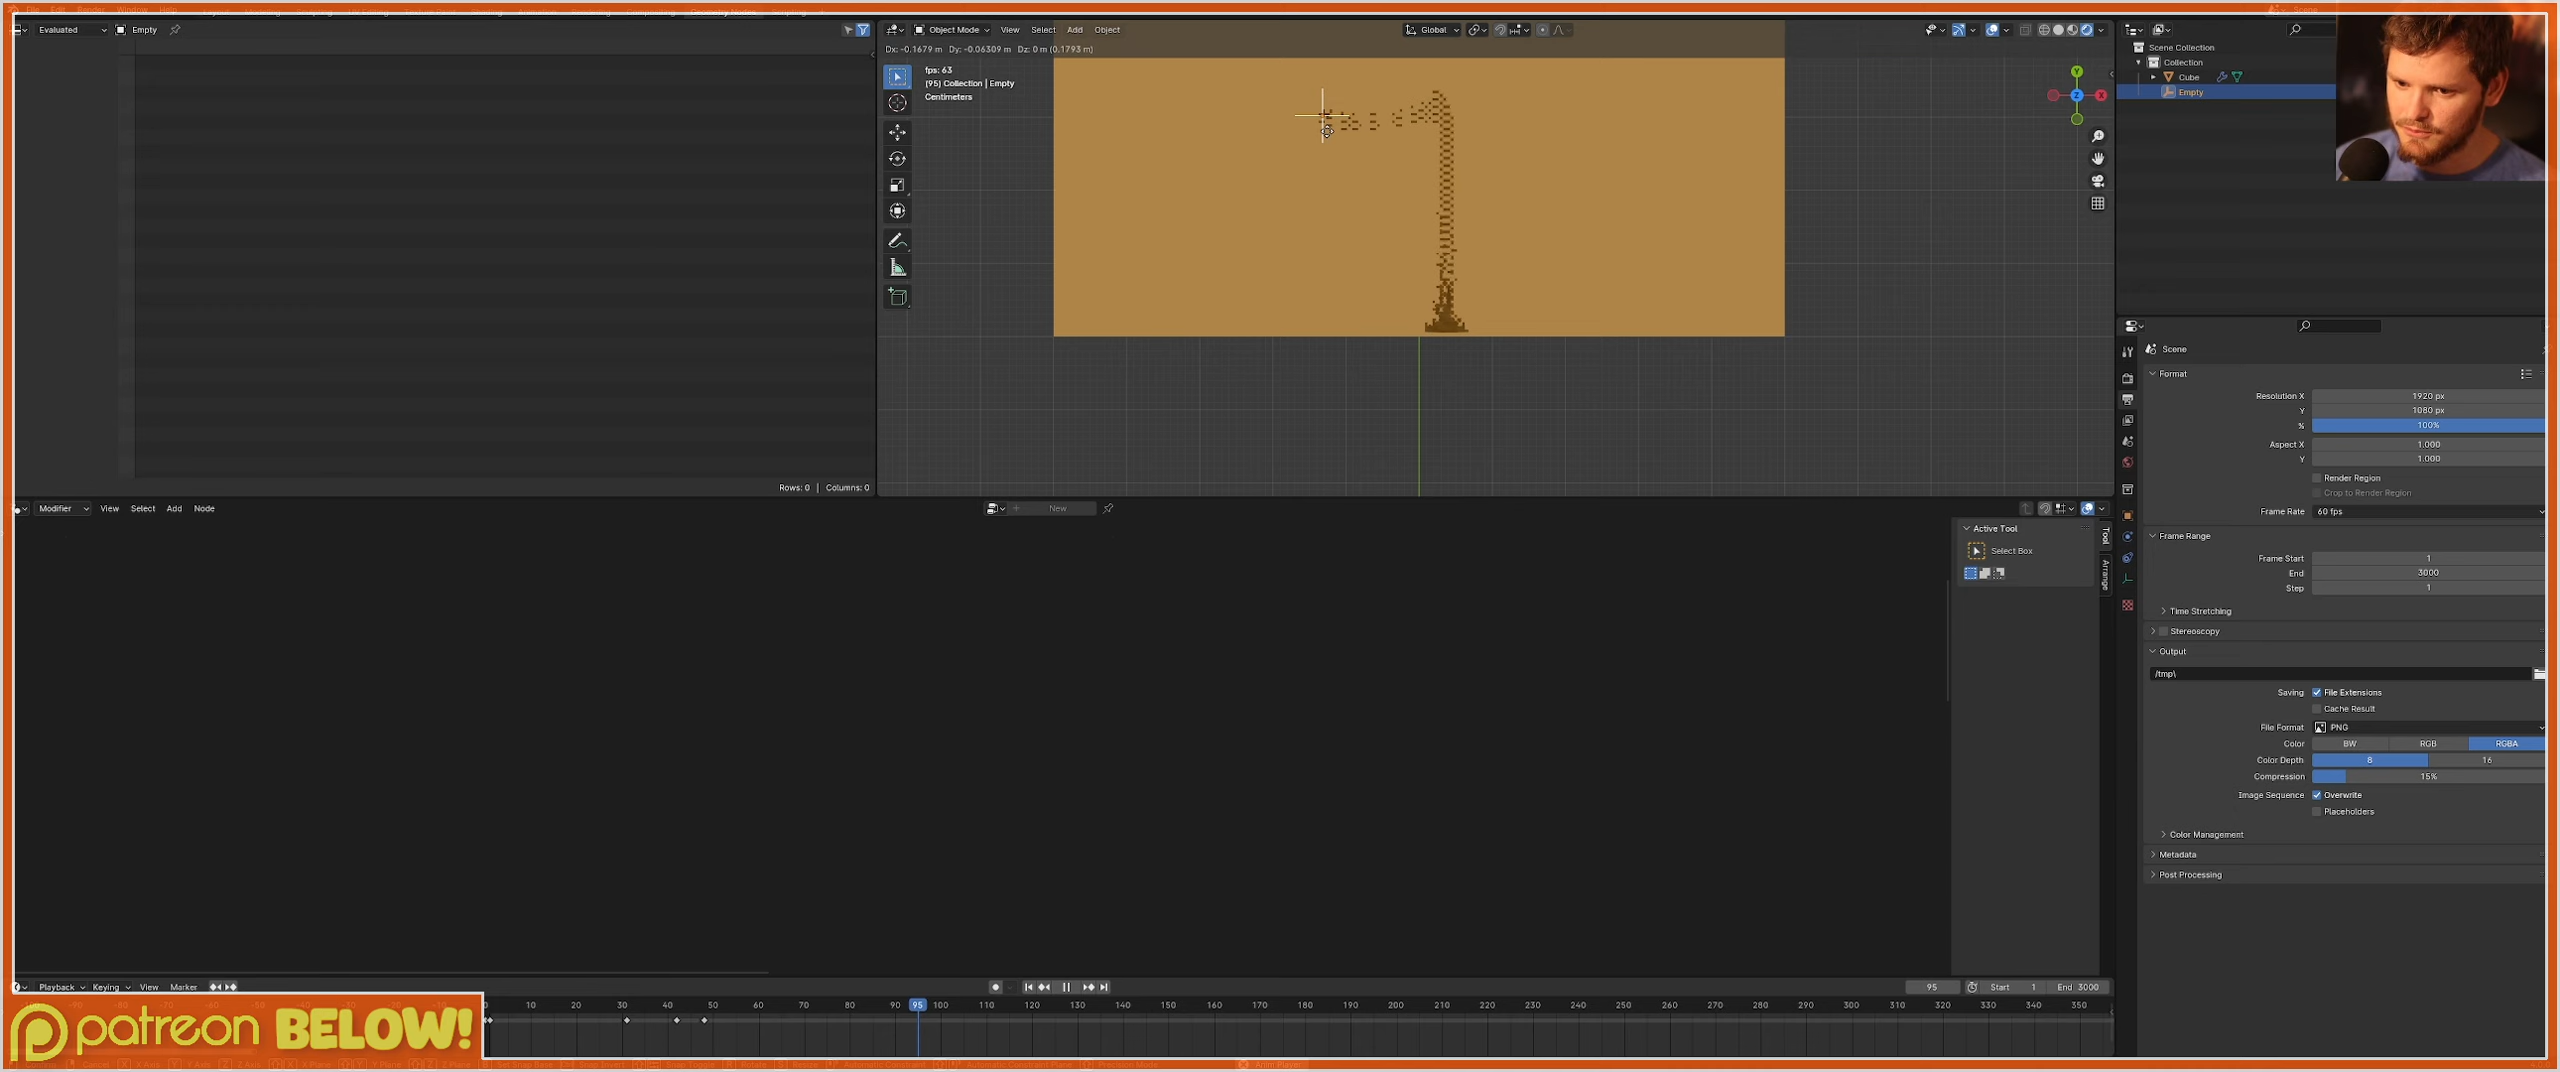 File Edit Render Window Help
Evaluated Empty
Object Mode View Select Add Object Global
Dx: -0.1679 m Dy: -0.06309 m Dz: 0 m (0.1793 m)
fps: 63
[95] Collection | Empty
Centimeters
Y
Z
X
Scene Collection
Collection
Cube
Empty
Rows: 0 | Columns: 0
Scene
Format
Resolution X 1920 px
Y 1080 px
% 100%
Aspect X 1.000
Y 1.000
Render Region
Crop to Render Region
Frame Rate 60 fps
Frame Range
Frame Start 1
End 3000
Step 1
Time Stretching
Stereoscopy
Output
/tmp\
Saving File Extensions
Cache Result
File Format PNG
Color BW RGB RGBA
Color Depth 8 16
Compression 15%
Image Sequence Overwrite
Placeholders
Color Management
Metadata
Post Processing
Modifier View Select Add Node New
Active Tool
Select Box
Tool
Arrange
Playback Keying View Marker 95 Start 1 End 3000
10 20 30 40 50 60 70 80 90 95 100 110 120 130 140 150 160 170 180 190 200 210 220 230 240 250 260 270 280 290 300 310 320 330 340 350
patreon BELOW!